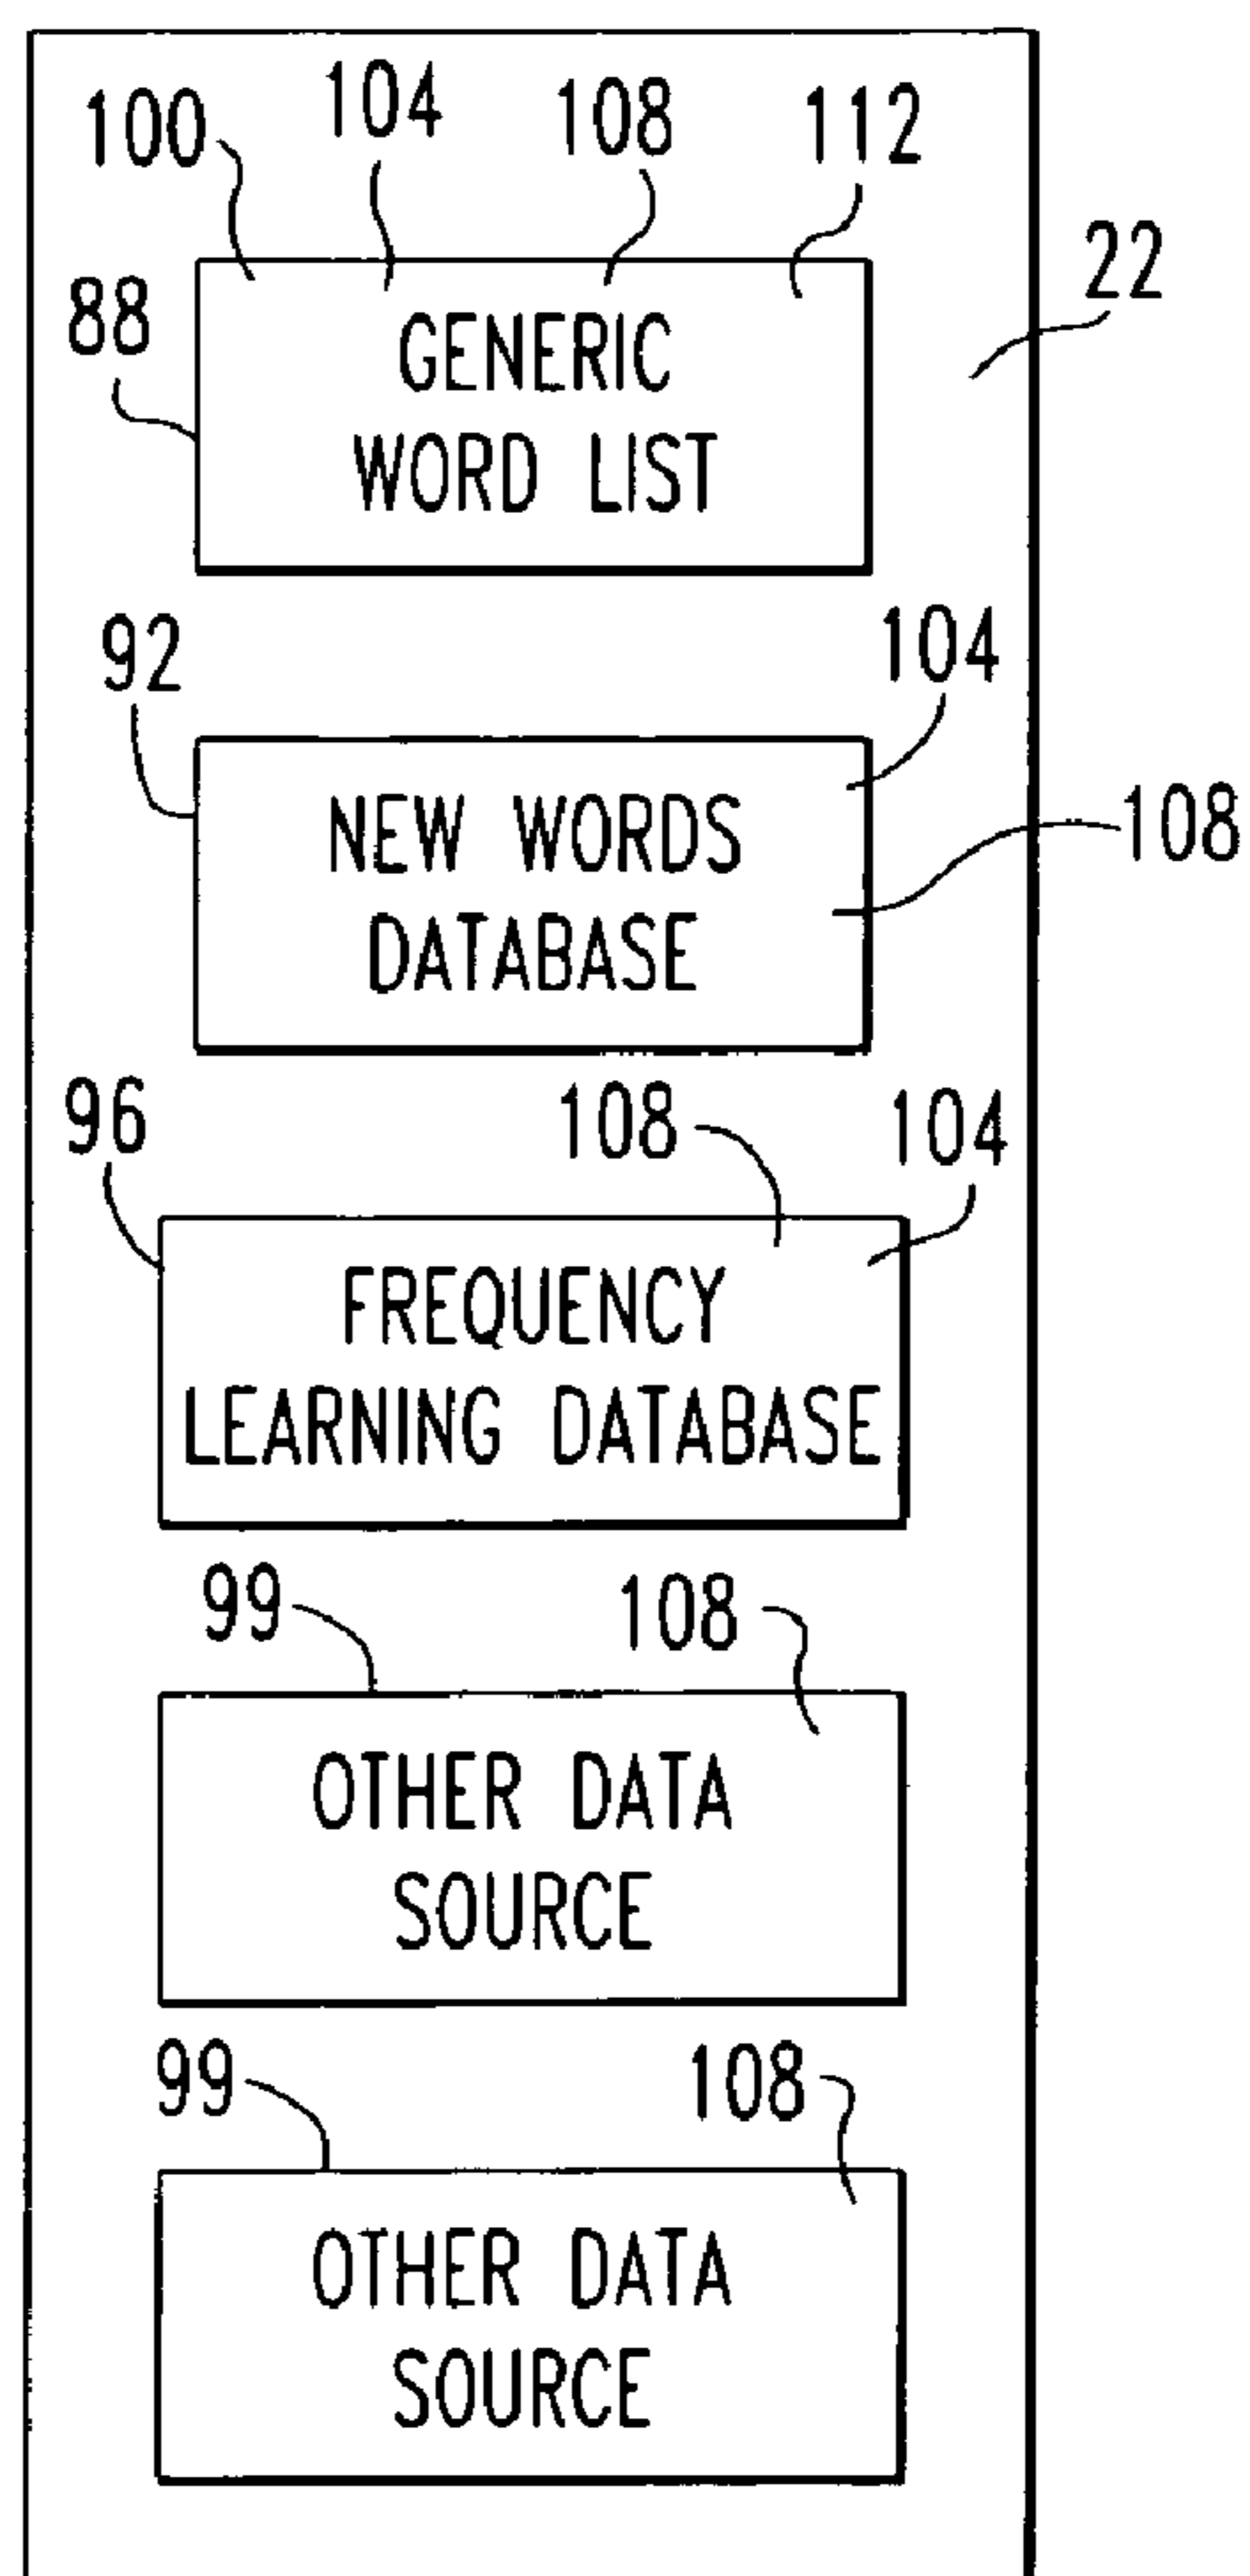 100 104 108 112
22
88
GENERIC
WORD LIST
92 104
NEW WORDS
108
DATABASE
96 108 104
FREQUENCY
LEARNING DATABASE
99 108
OTHER DATA
SOURCE
99 108
OTHER DATA
SOURCE